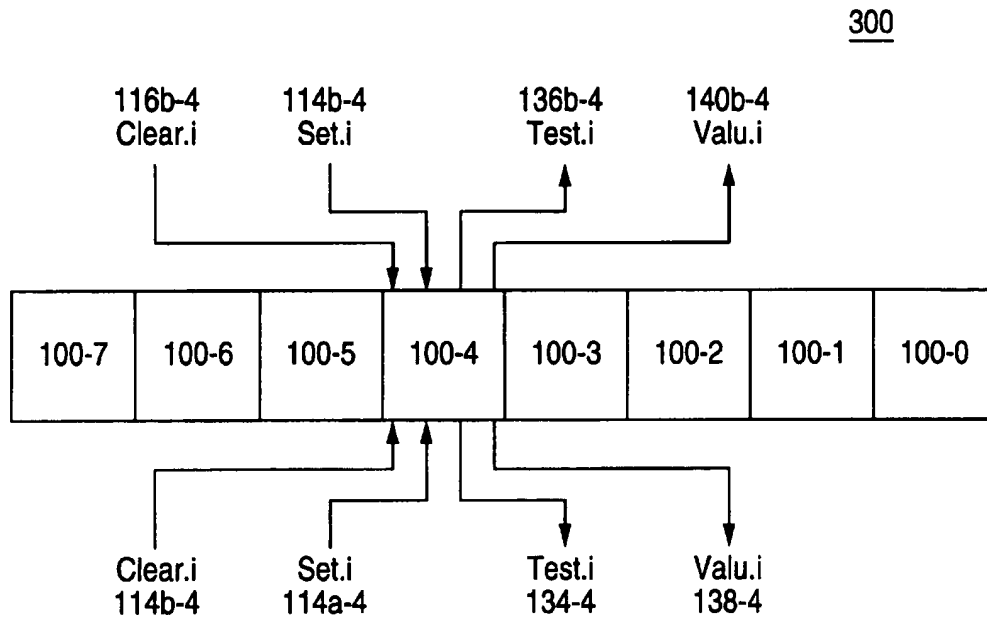 300
116b-4 114b-4 136b-4 140b-4
Clear.i Set.i Test.i Valu.i
100-7 100-6 100-5 100-4 100-3 100-2 100-1 100-0
Clear.i Set.i Test.i Valu.i
114b-4 114a-4 134-4 138-4